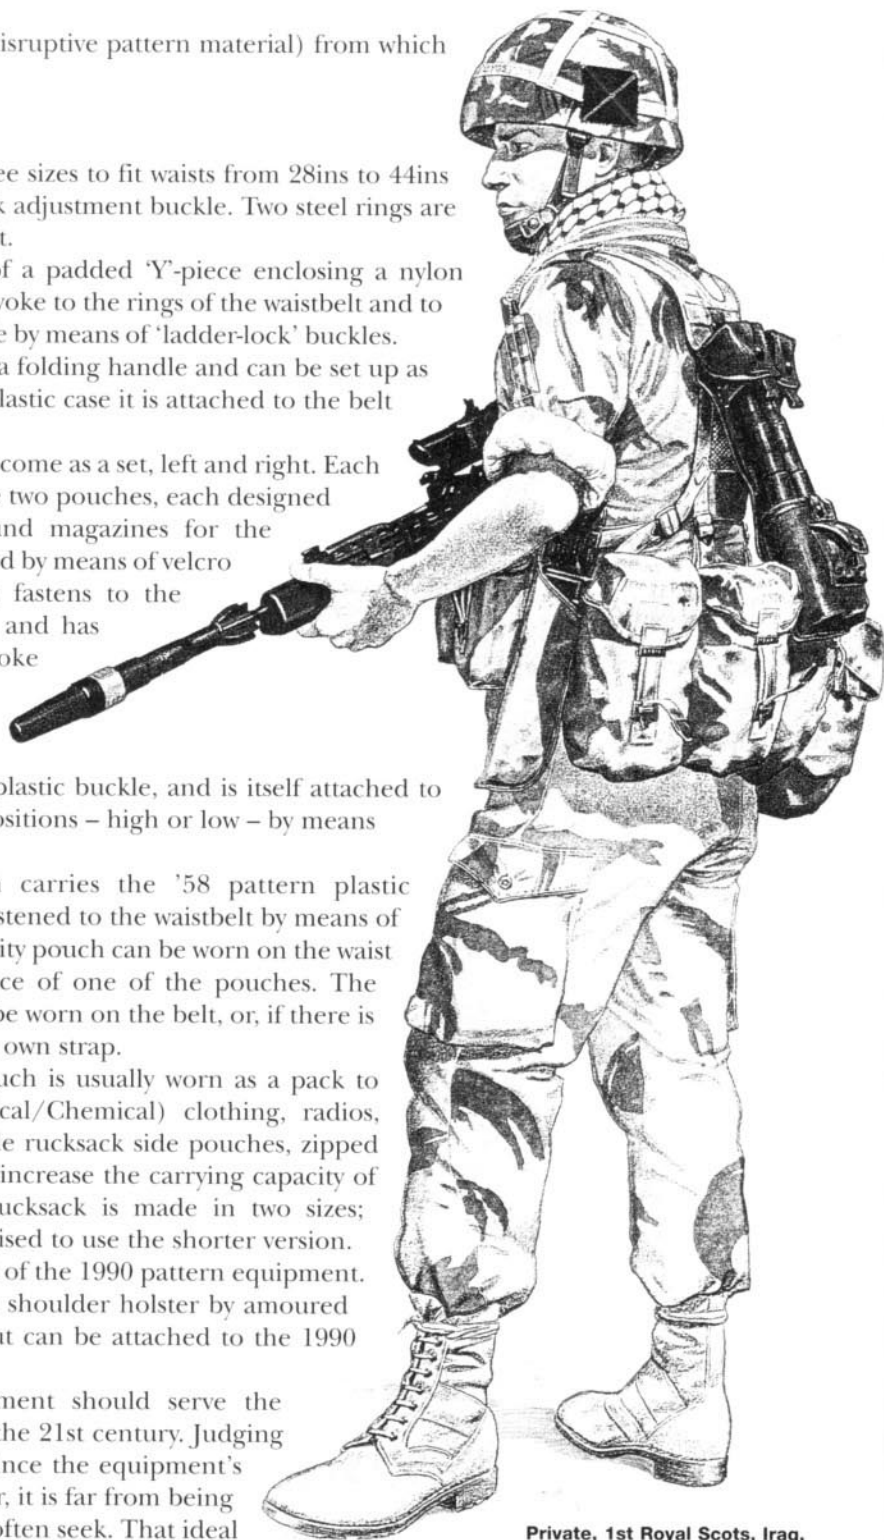 isruptive pattern material) from which
ee sizes to fit waists from 28ins to 44ins
k adjustment buckle. Two steel rings are
t.
of a padded ‘Y’-piece enclosing a nylon
yoke to the rings of the waistbelt and to
e by means of ‘ladder-lock’ buckles.
a folding handle and can be set up as
lastic case it is attached to the belt
come as a set, left and right. Each
two pouches, each designed
und magazines for the
d by means of velcro
fastens to the
and has
oke
plastic buckle, and is itself attached to
ositions – high or low – by means
carries the ’58 pattern plastic
stened to the waistbelt by means of
ity pouch can be worn on the waist
ce of one of the pouches. The
be worn on the belt, or, if there is
own strap.
uch is usually worn as a pack to
cal/Chemical) clothing, radios,
e rucksack side pouches, zipped
increase the carrying capacity of
ucksack is made in two sizes;
ised to use the shorter version.
of the 1990 pattern equipment.
shoulder holster by amoured
ut can be attached to the 1990
ment should serve the
the 21st century. Judging
nce the equipment’s
r, it is far from being
often seek. That ideal
Private, 1st Royal Scots, Iraq,